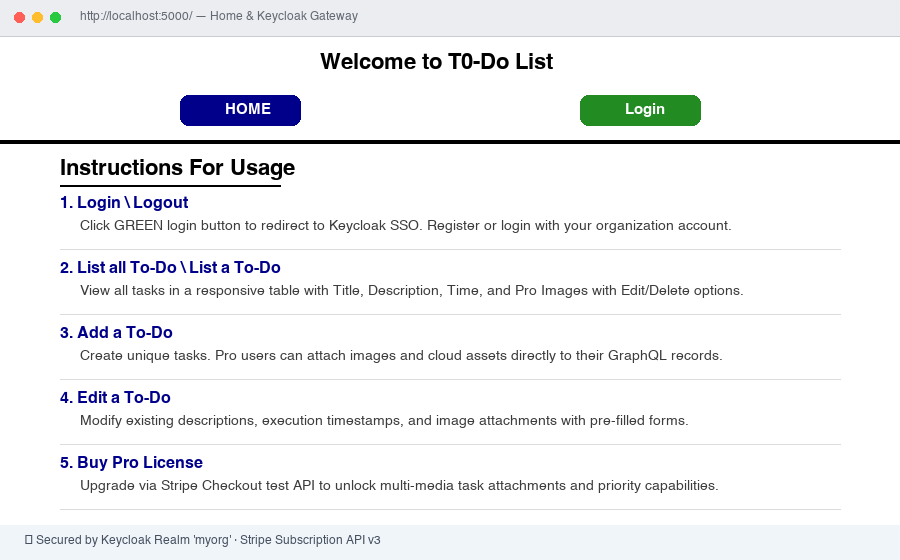 http://localhost:5000/ — Home & Keycloak Gateway
Welcome to T0-Do List
HOME
Login
Instructions For Usage
1. Login \ Logout
Click GREEN login button to redirect to Keycloak SSO. Register or login with your organization account.
2. List all To-Do \ List a To-Do
View all tasks in a responsive table with Title, Description, Time, and Pro Images with Edit/Delete options.
3. Add a To-Do
Create unique tasks. Pro users can attach images and cloud assets directly to their GraphQL records.
4. Edit a To-Do
Modify existing descriptions, execution timestamps, and image attachments with pre-filled forms.
5. Buy Pro License
Upgrade via Stripe Checkout test API to unlock multi-media task attachments and priority capabilities.
Secured by Keycloak Realm 'myorg' · Stripe Subscription API v3